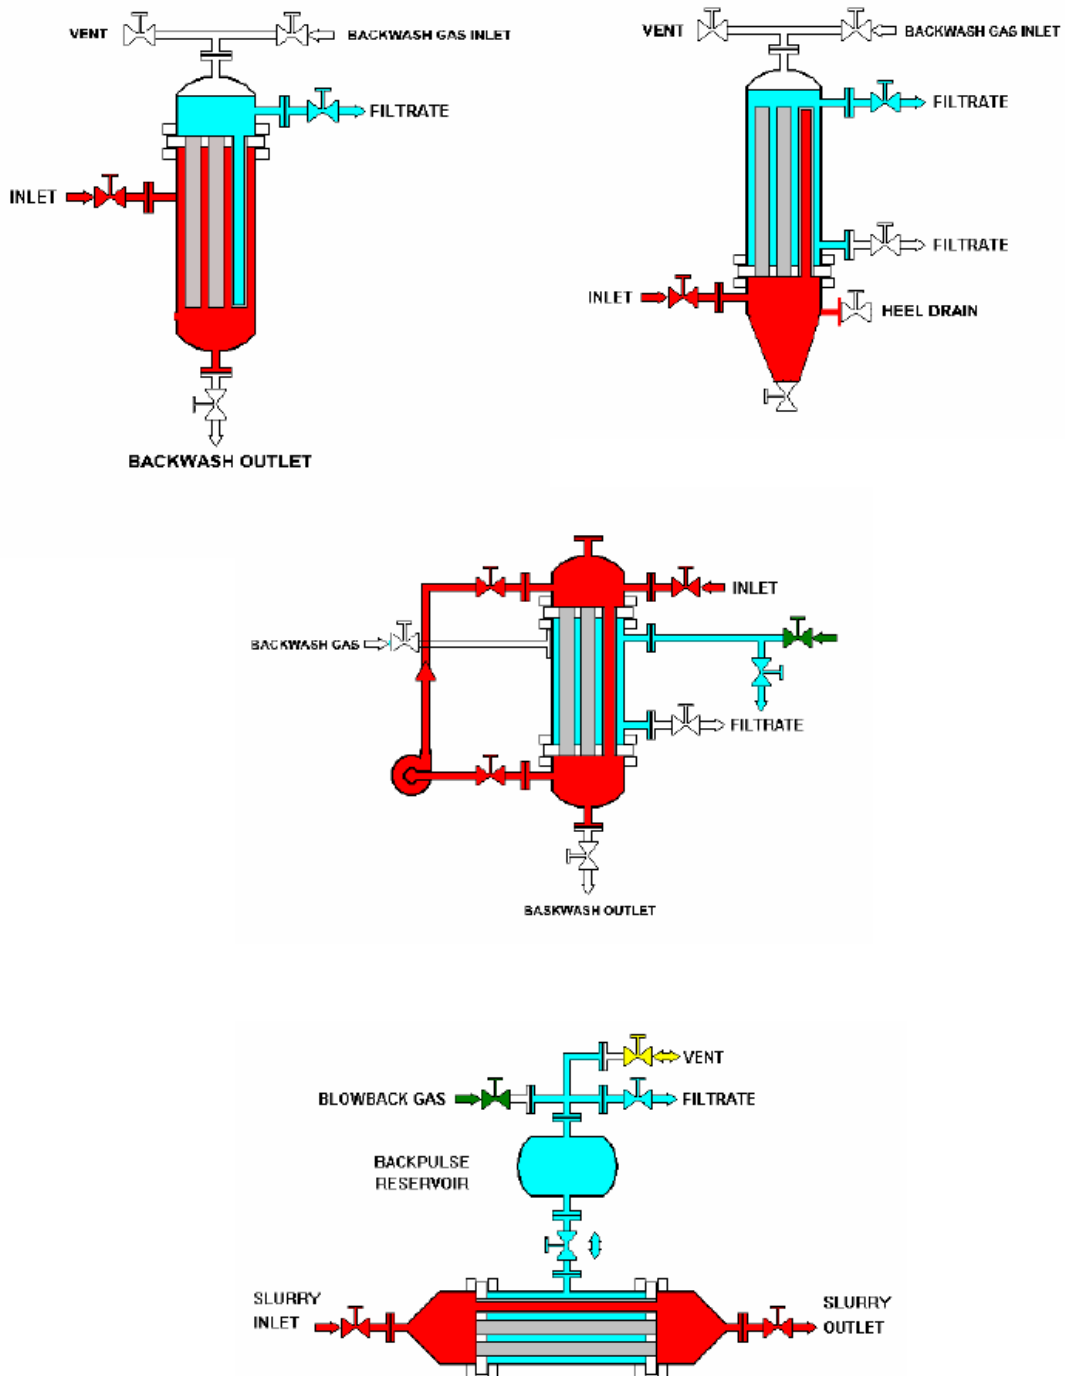 VENT
BACKWASH GAS INLET
FILTRATE
INLET
BACKWASH OUTLET
VENT
BACKWASH GAS INLET
FILTRATE
FILTRATE
INLET
HEEL DRAIN
INLET
BACKWASH GAS
FILTRATE
BASKWASH OUTLET
VENT
BLOWBACK GAS
FILTRATE
BACKPULSE
RESERVOIR
SLURRY
INLET
SLURRY
OUTLET